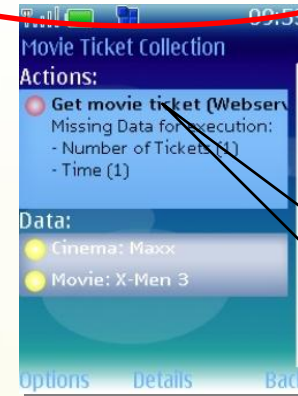 Movie Ticket Collection
Actions:
Get movie ticket (Webserv
Missing Data for execution:
- Number of Tickets (1)
- Time (1)
Data:
Cinema: Maxx
Movie: X-Men 3
Options Details Bac